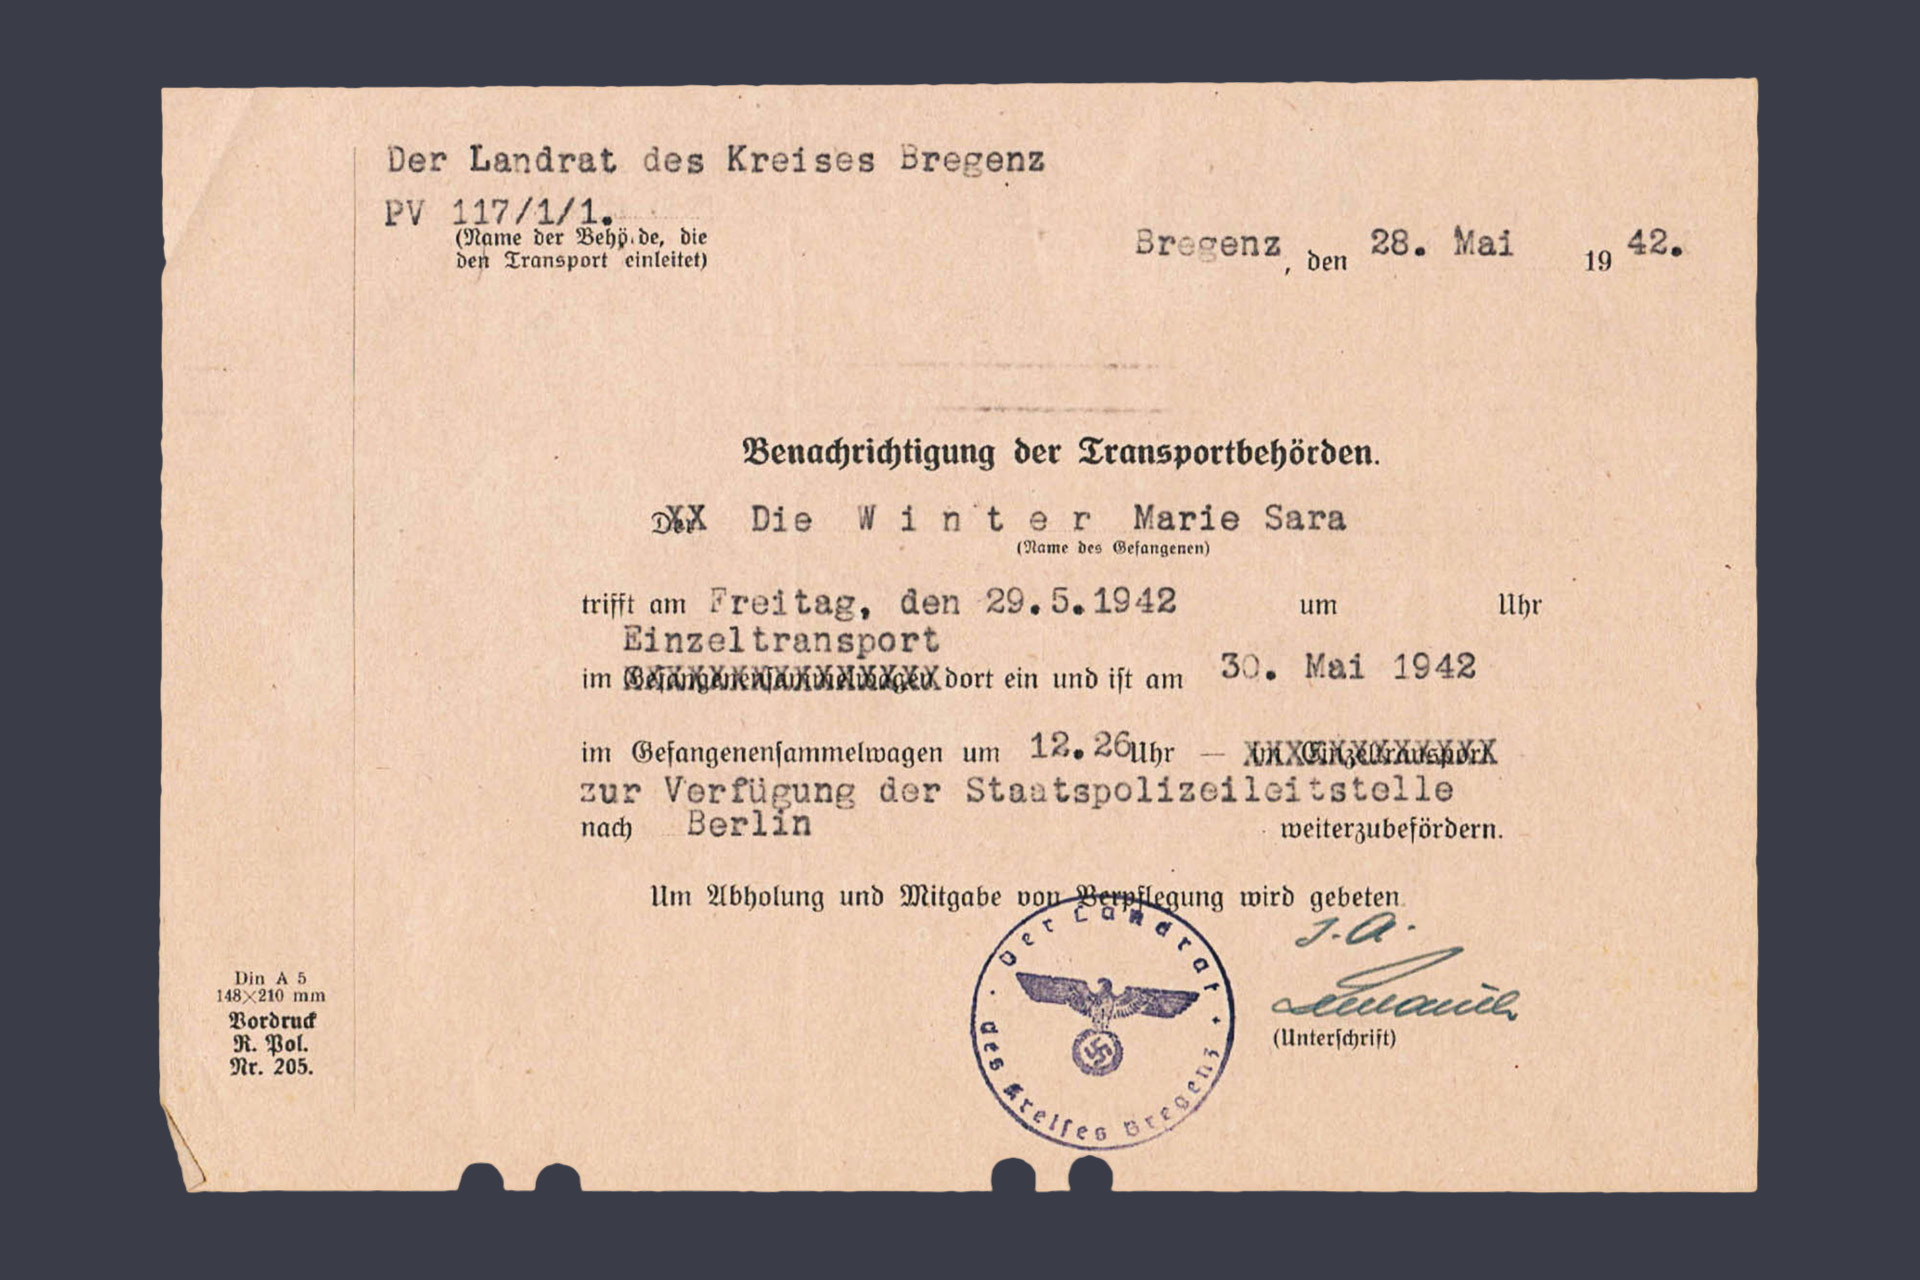 Der Landrat des Kreises Bregenz
PV 117/1/1.
(Name der Behörde, die
den Transport einleitet)
Bregenz, den 28. Mai 1942.
Benachrichtigung der Transportbehörden.
Der Die Winter Marie Sara
(Name des Gefangenen)
trifft am Freitag, den 29.5.1942 um Uhr
Einzeltransport
im Gefangenensammelwagen dort ein und ist am 30. Mai 1942
im Gefangenensammelwagen um 12.26 Uhr — im Einzeltransport
zur Verfügung der Staatspolizeileitstelle
nach Berlin weiterzubefördern.
Um Abholung und Mitgabe von Verpflegung wird gebeten.
J. A.
(Unterschrift)
Der Landrat
des Kreises Bregenz
Din A 5
148×210 mm
Vordruck
R. Pol.
Nr. 205.